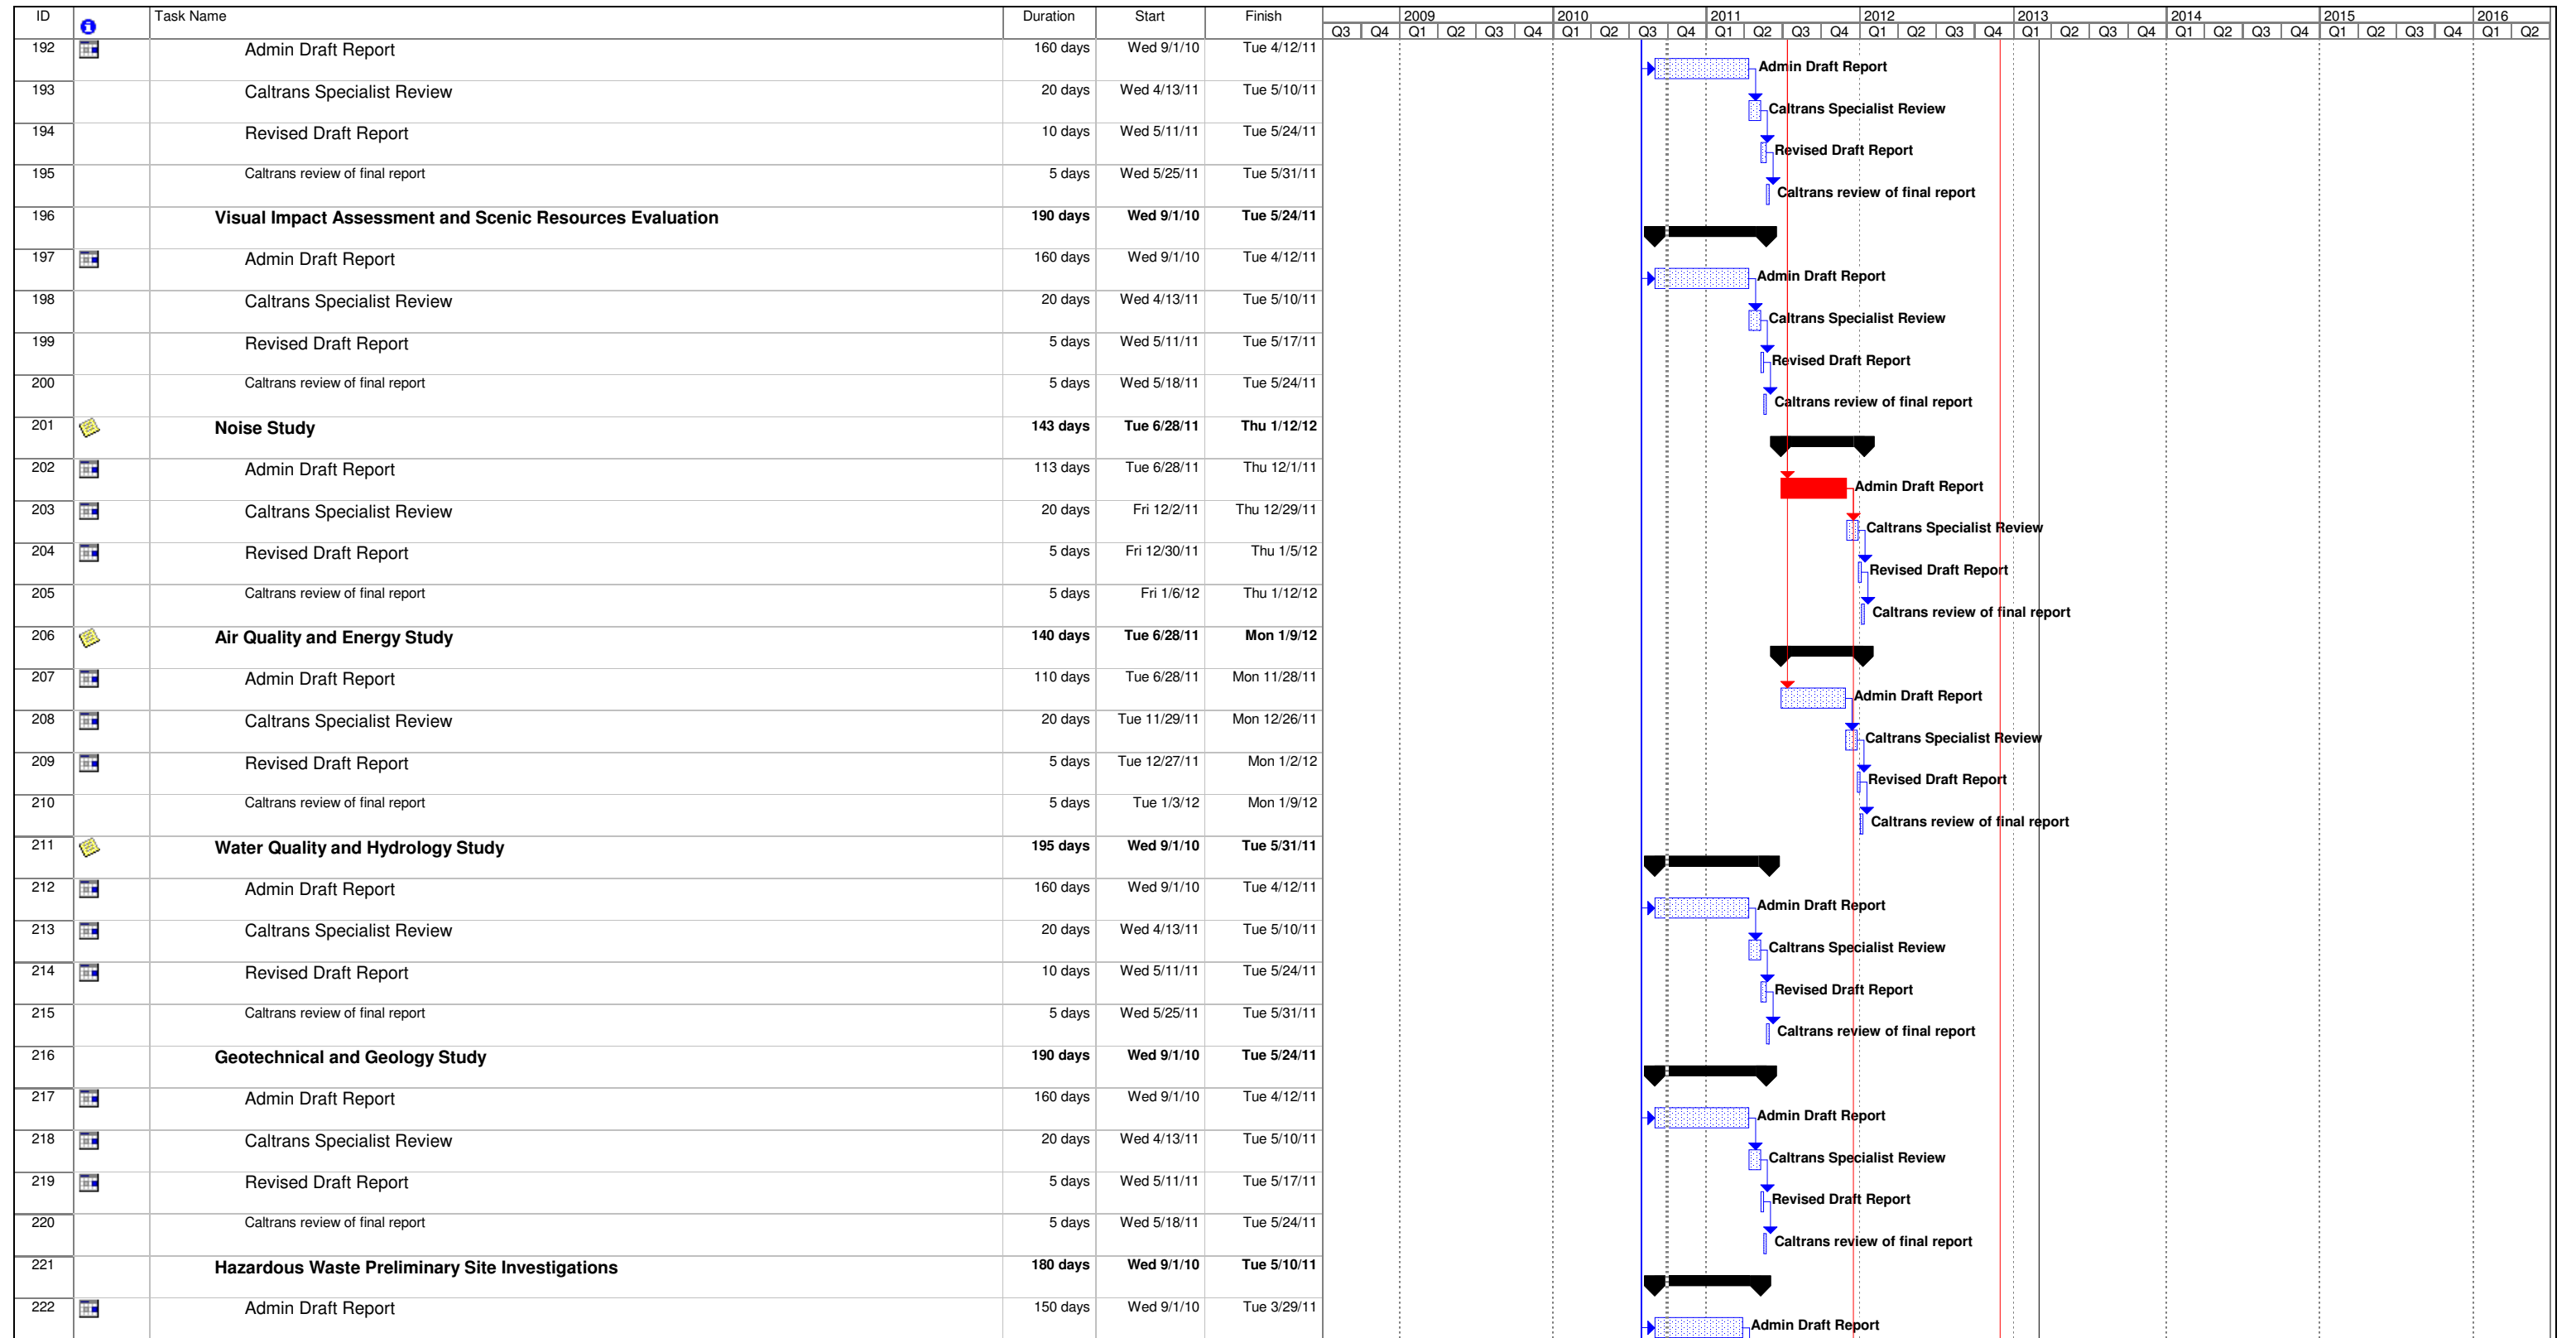 ID Task Name Duration Start Finish 2009 2010 2011 2012 2013 2014 2015 2016
Q3 Q4 Q1 Q2 Q3 Q4 Q1 Q2 Q3 Q4 Q1 Q2 Q3 Q4 Q1 Q2 Q3 Q4 Q1 Q2 Q3 Q4 Q1 Q2 Q3 Q4 Q1 Q2 Q3 Q4 Q1 Q2
192 Admin Draft Report 160 days Wed 9/1/10 Tue 4/12/11
Admin Draft Report
193 Caltrans Specialist Review 20 days Wed 4/13/11 Tue 5/10/11
Caltrans Specialist Review
194 Revised Draft Report 10 days Wed 5/11/11 Tue 5/24/11
Revised Draft Report
195 Caltrans review of final report 5 days Wed 5/25/11 Tue 5/31/11
Caltrans review of final report
196 Visual Impact Assessment and Scenic Resources Evaluation 190 days Wed 9/1/10 Tue 5/24/11
197 Admin Draft Report 160 days Wed 9/1/10 Tue 4/12/11
Admin Draft Report
198 Caltrans Specialist Review 20 days Wed 4/13/11 Tue 5/10/11
Caltrans Specialist Review
199 Revised Draft Report 5 days Wed 5/11/11 Tue 5/17/11
Revised Draft Report
200 Caltrans review of final report 5 days Wed 5/18/11 Tue 5/24/11
Caltrans review of final report
201 Noise Study 143 days Tue 6/28/11 Thu 1/12/12
202 Admin Draft Report 113 days Tue 6/28/11 Thu 12/1/11
Admin Draft Report
203 Caltrans Specialist Review 20 days Fri 12/2/11 Thu 12/29/11
Caltrans Specialist Review
204 Revised Draft Report 5 days Fri 12/30/11 Thu 1/5/12
Revised Draft Report
205 Caltrans review of final report 5 days Fri 1/6/12 Thu 1/12/12
Caltrans review of final report
206 Air Quality and Energy Study 140 days Tue 6/28/11 Mon 1/9/12
207 Admin Draft Report 110 days Tue 6/28/11 Mon 11/28/11
Admin Draft Report
208 Caltrans Specialist Review 20 days Tue 11/29/11 Mon 12/26/11
Caltrans Specialist Review
209 Revised Draft Report 5 days Tue 12/27/11 Mon 1/2/12
Revised Draft Report
210 Caltrans review of final report 5 days Tue 1/3/12 Mon 1/9/12
Caltrans review of final report
211 Water Quality and Hydrology Study 195 days Wed 9/1/10 Tue 5/31/11
212 Admin Draft Report 160 days Wed 9/1/10 Tue 4/12/11
Admin Draft Report
213 Caltrans Specialist Review 20 days Wed 4/13/11 Tue 5/10/11
Caltrans Specialist Review
214 Revised Draft Report 10 days Wed 5/11/11 Tue 5/24/11
Revised Draft Report
215 Caltrans review of final report 5 days Wed 5/25/11 Tue 5/31/11
Caltrans review of final report
216 Geotechnical and Geology Study 190 days Wed 9/1/10 Tue 5/24/11
217 Admin Draft Report 160 days Wed 9/1/10 Tue 4/12/11
Admin Draft Report
218 Caltrans Specialist Review 20 days Wed 4/13/11 Tue 5/10/11
Caltrans Specialist Review
219 Revised Draft Report 5 days Wed 5/11/11 Tue 5/17/11
Revised Draft Report
220 Caltrans review of final report 5 days Wed 5/18/11 Tue 5/24/11
Caltrans review of final report
221 Hazardous Waste Preliminary Site Investigations 180 days Wed 9/1/10 Tue 5/10/11
222 Admin Draft Report 150 days Wed 9/1/10 Tue 3/29/11
Admin Draft Report